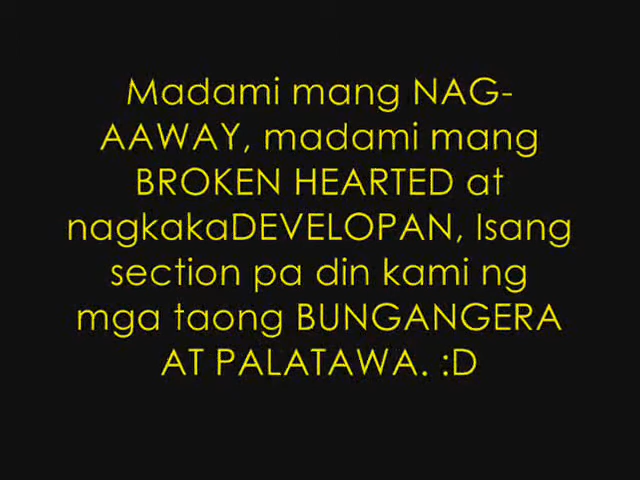 Madami mang NAG-
AAWAY, madami mang
BROKEN HEARTED at
nagkakaDEVELOPAN, Isang
section pa din kami ng
mga taong BUNGANGERA
AT PALATAWA. :D